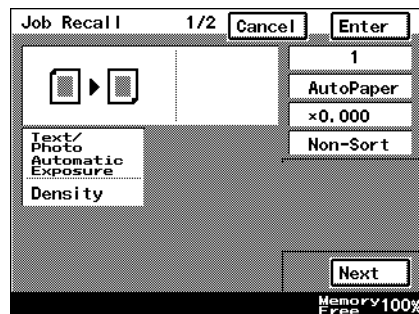 Job Recall 1/2 Cancel Enter
1
AutoPaper
×0.000
Non-Sort
Text/
Photo
Automatic
Exposure
Density
Next
Memory
Free 100%